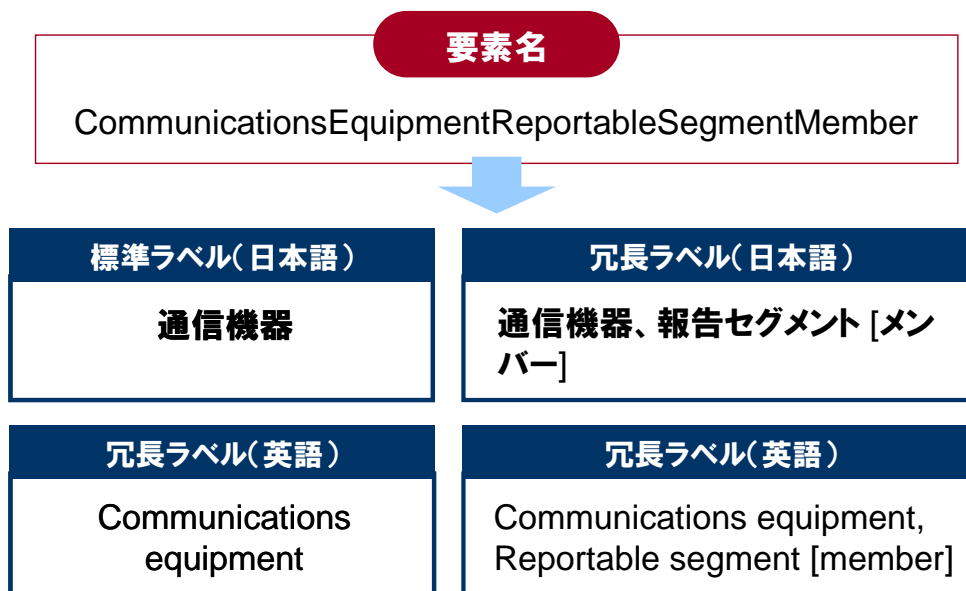 要素名
CommunicationsEquipmentReportableSegmentMember
標準ラベル（日本語）
通信機器
冗長ラベル（日本語）
通信機器、報告セグメント [メン
バー]
冗長ラベル（英語）
Communications
equipment
冗長ラベル（英語）
Communications equipment,
Reportable segment [member]